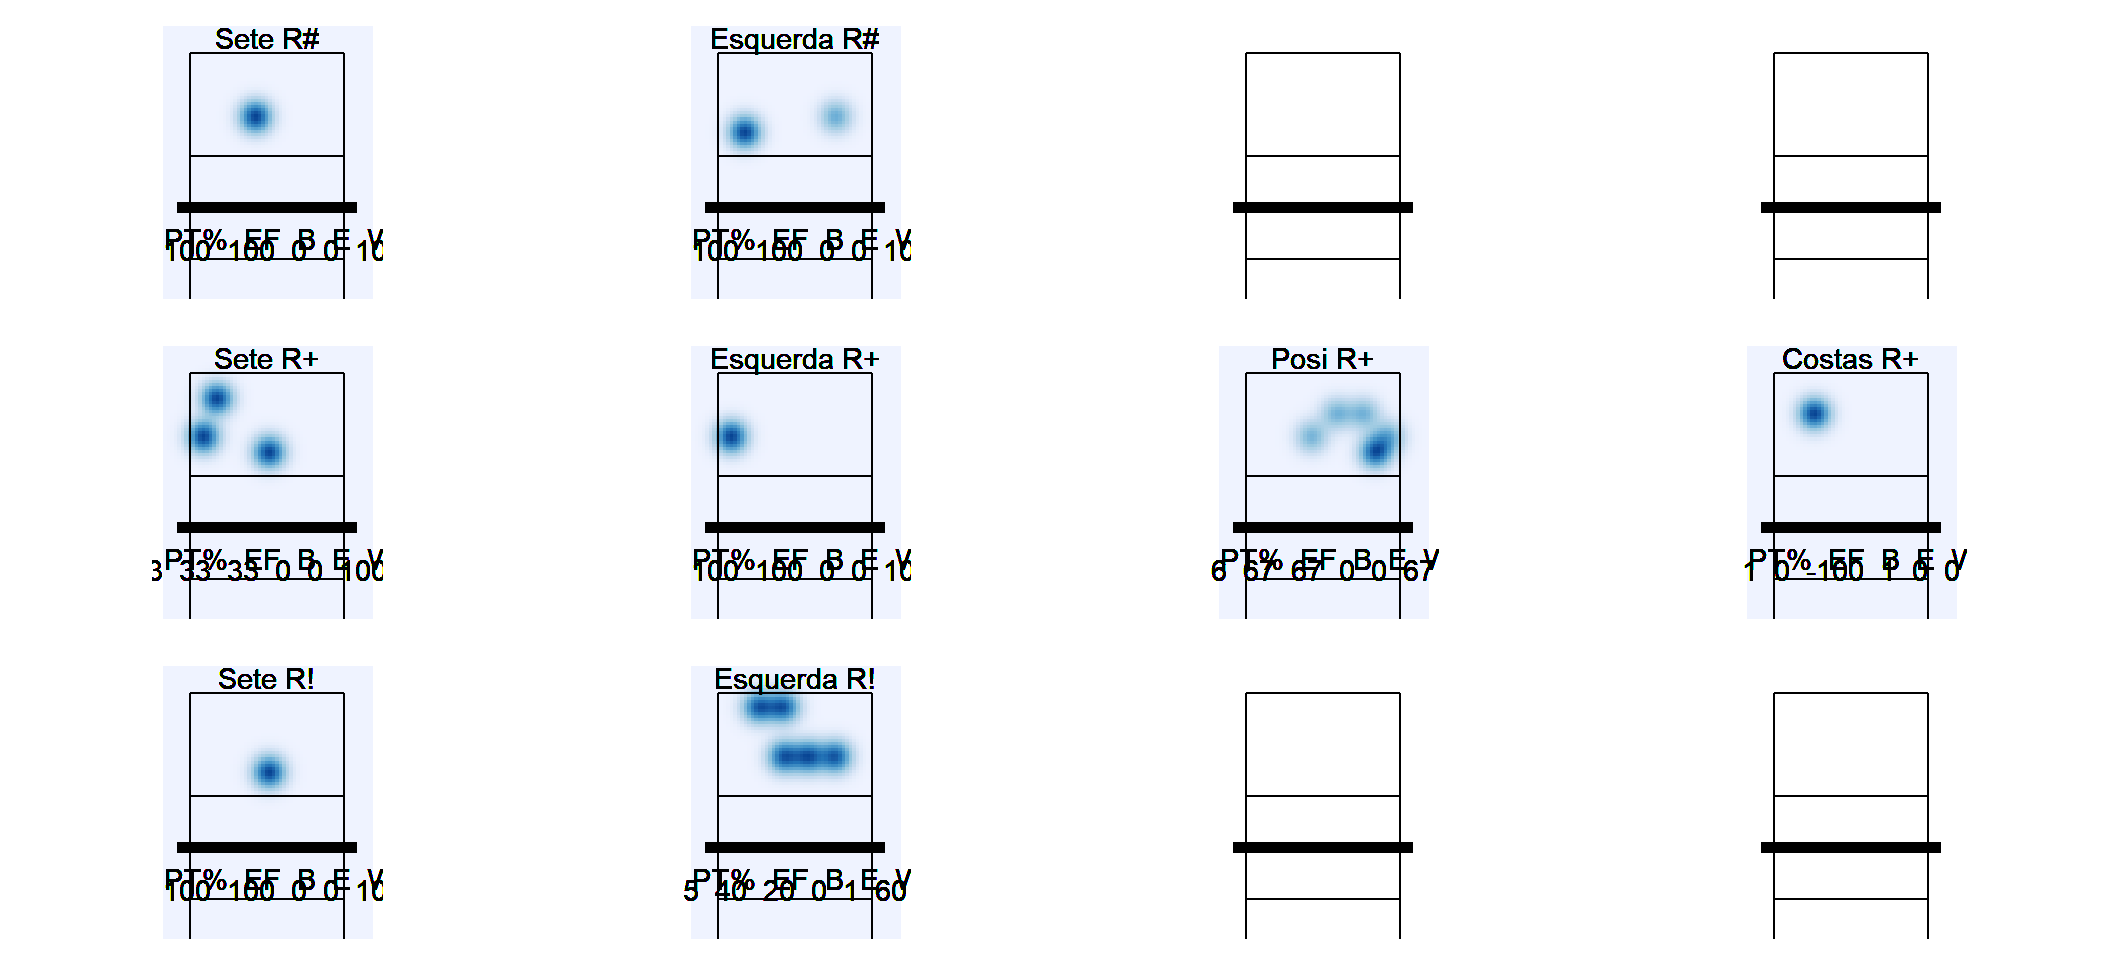 Sete R#
Esquerda R#
PT% EF B E V
100 100 0 0 10
PT% EF B E V
100 100 0 0 10
Sete R+
Esquerda R+
Posi R+
Costas R+
PT% EF B E V
3 33 33 0 0 100
PT% EF B E V
100 100 0 0 10
PT% EF B E V
6 67 67 0 0 67
PT% EF B E V
1 0 -100 1 0 0
Sete R!
Esquerda R!
PT% EF B E V
100 100 0 0 10
PT% EF B E V
5 40 20 0 1 60